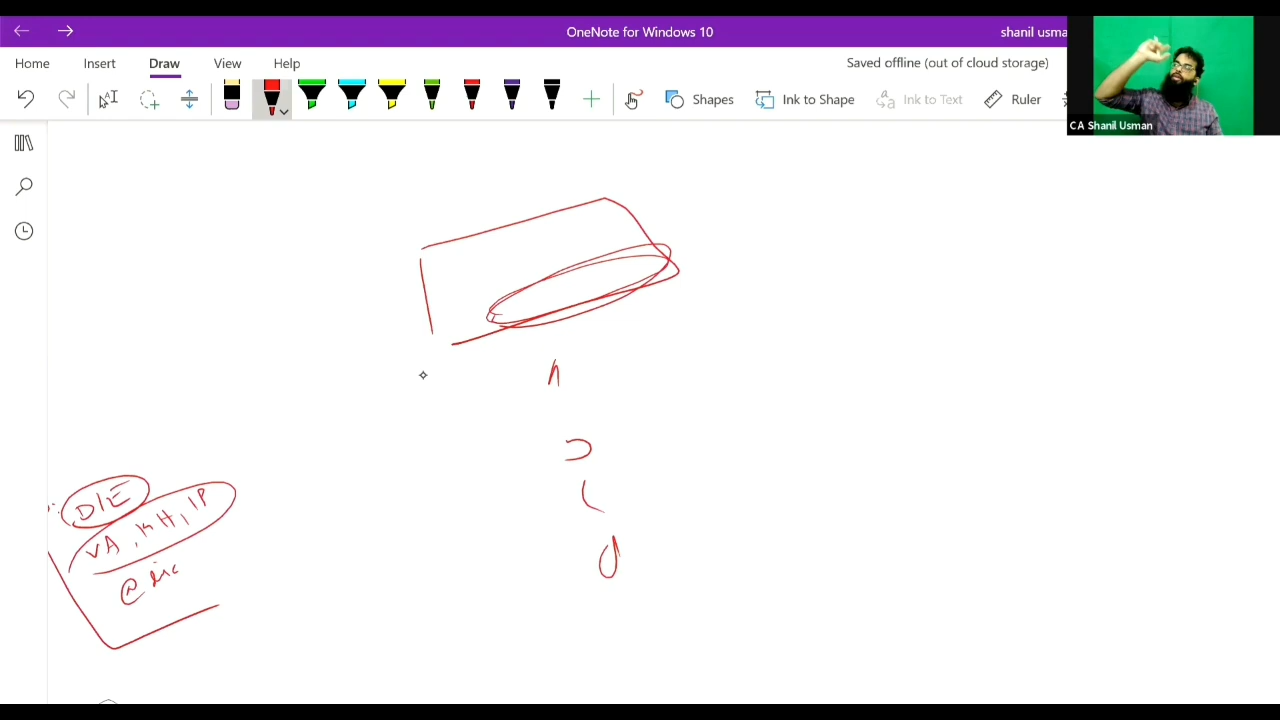 OneNote for Windows 10
shanil usma
Home Insert Draw View Help
Saved offline (out of cloud storage)
Shapes Ink to Shape Ink to Text Ruler
CA Shanil Usman
D/E
VA, MH, IP